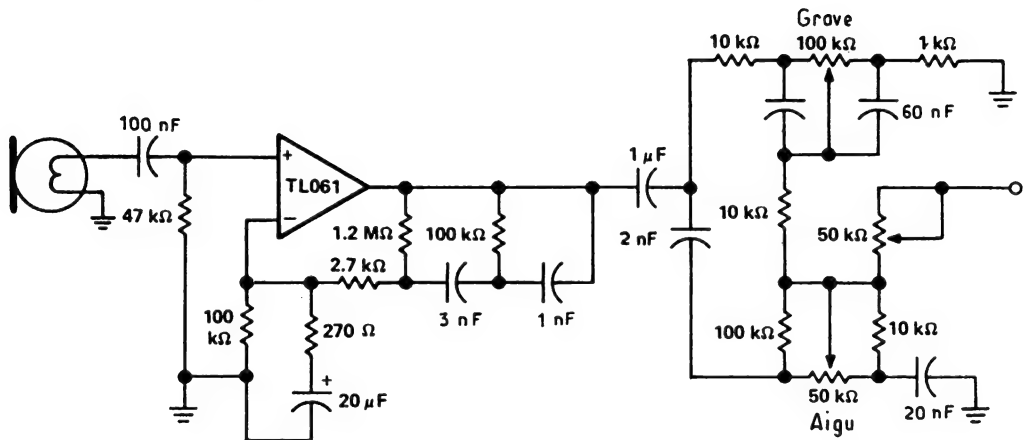 Grave
10 kΩ
100 kΩ
1 kΩ
100 nF
60 nF
+
TL061
−
1 µF
47 kΩ
1.2 MΩ
100 kΩ
2 nF
10 kΩ
50 kΩ
2.7 kΩ
100 kΩ
270 Ω
3 nF
1 nF
100 kΩ
10 kΩ
+
20 µF
50 kΩ
20 nF
Aigu